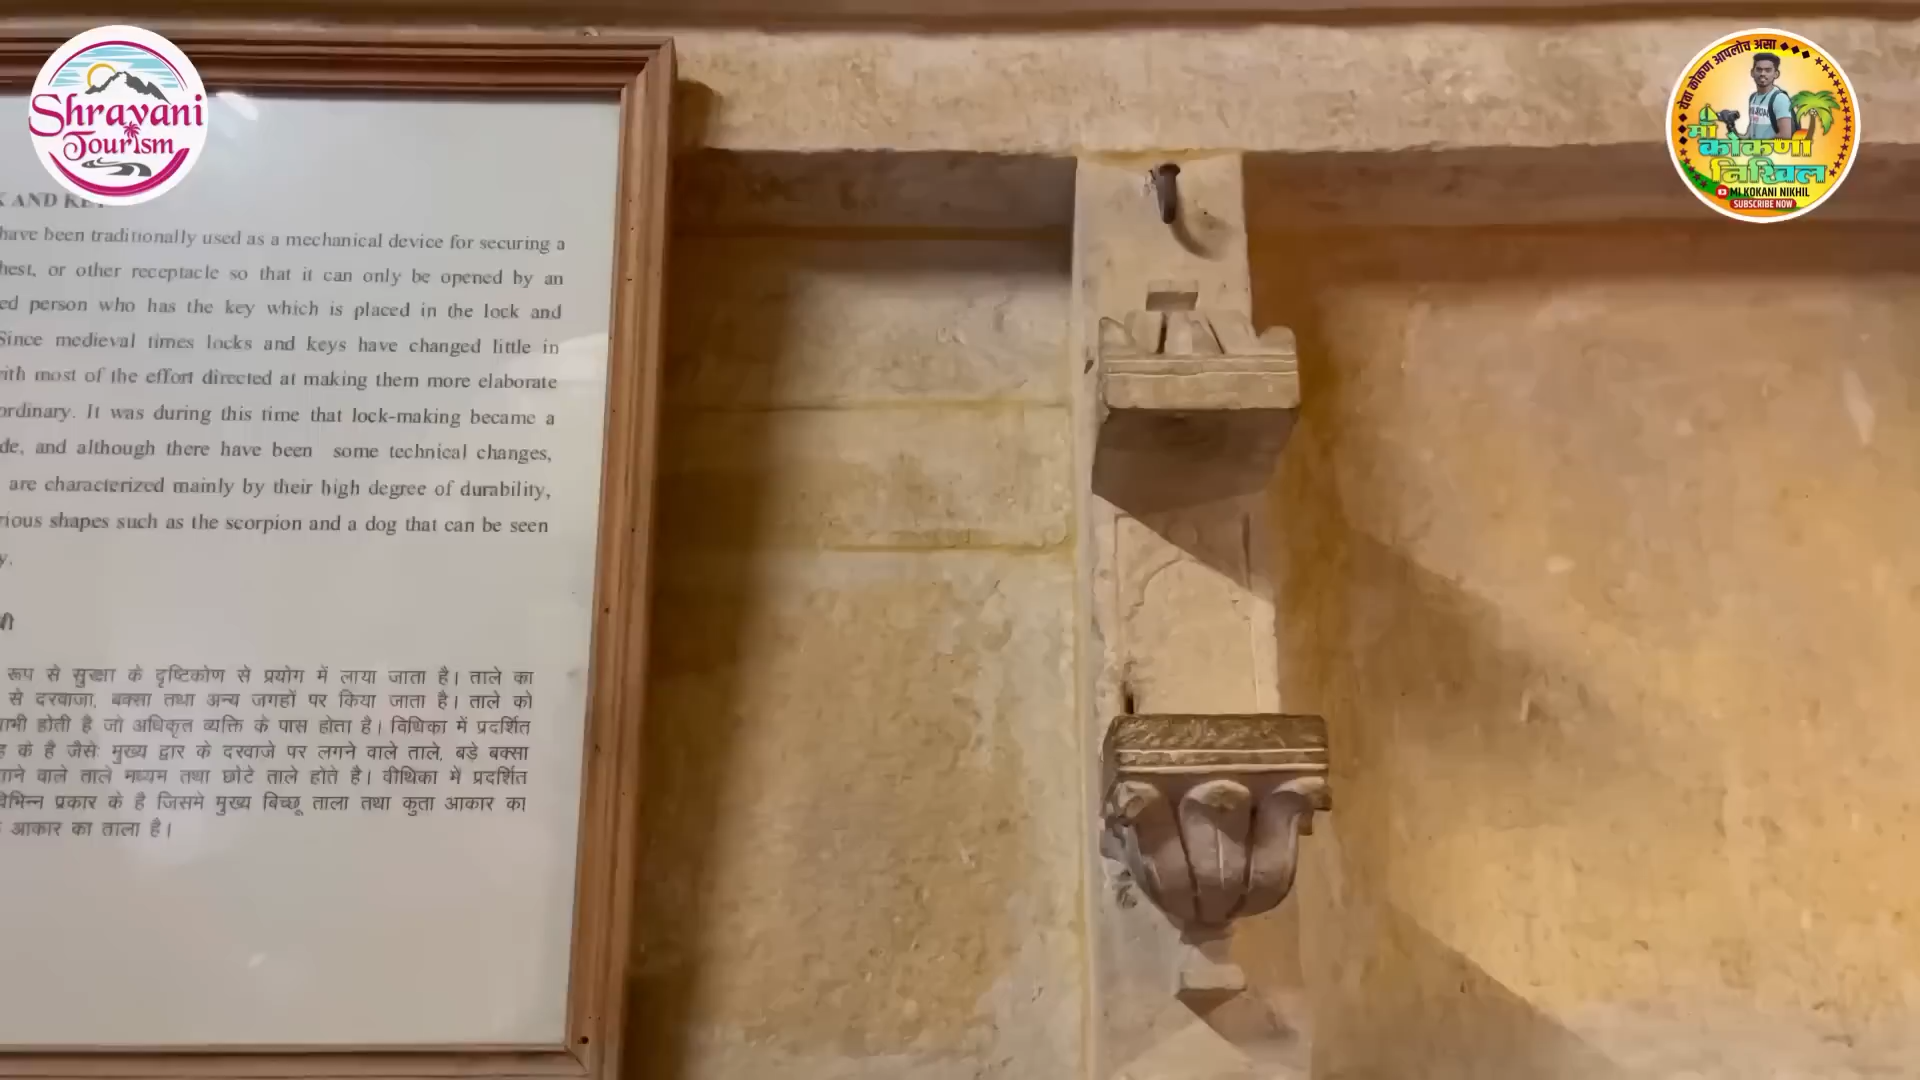 Shravani
Tourism
येवा कोकण आपलोच असा
मी
कोकणी
निखिल
MI KOKANI NIKHIL
SUBSCRIBE NOW
AND KEY
have been traditionally used as a mechanical device for securing a
hest, or other receptacle so that it can only be opened by an
ed person who has the key which is placed in the lock and
Since medieval times locks and keys have changed little in
ith most of the effort directed at making them more elaborate
ordinary. It was during this time that lock-making became a
de, and although there have been some technical changes,
are characterized mainly by their high degree of durability,
rious shapes such as the scorpion and a dog that can be seen
y.
रूप से सुरक्षा के दृष्टिकोण से प्रयोग में लाया जाता है। ताले का
से दरवाजा, बक्सा तथा अन्य जगहों पर किया जाता है। ताले को
ाभी होती है जो अधिकृत व्यक्ति के पास होता है। विथिका में प्रदर्शित
ह के है जैसे: मुख्य द्वार के दरवाजे पर लगने वाले ताले, बड़े बक्सा
गाने वाले ताले मध्यम तथा छोटे ताले होते है। वीथिका में प्रदर्शित
विभिन्न प्रकार के है जिसमे मुख्य बिच्छू ताला तथा कुता आकार का
आकार का ताला है।